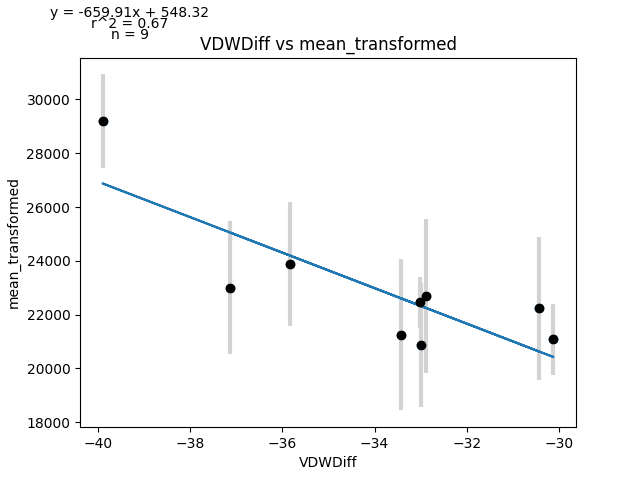 y = -659.91x + 548.32
r^2 = 0.67
n = 9
VDWDiff vs mean_transformed
30000
28000
26000
24000
22000
20000
18000
mean_transformed
−40
−38
−36
−34
−32
−30
VDWDiff